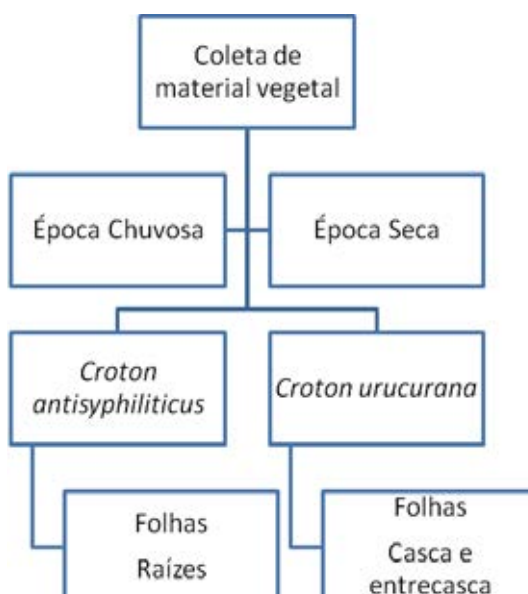 Coleta de
material vegetal
Época Chuvosa
Época Seca
Croton
antisyphiliticus
Croton urucurana
Folhas
Raízes
Folhas
Casca e
entrecasca